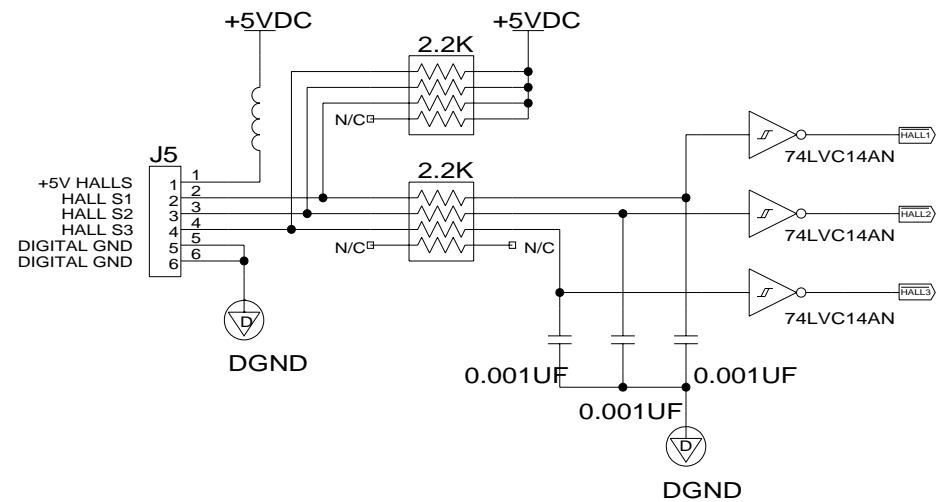 +5VDC
+5VDC
2.2K
N/C
J5
2.2K
+5V HALLS 1 1
HALL S1 2 2
HALL S2 3 3
HALL S3 4 4
DIGITAL GND 5 5
DIGITAL GND 6 6
N/C
N/C
74LVC14AN
HALL1
74LVC14AN
HALL2
74LVC14AN
HALL3
D
DGND
0.001UF
0.001UF
0.001UF
D
DGND